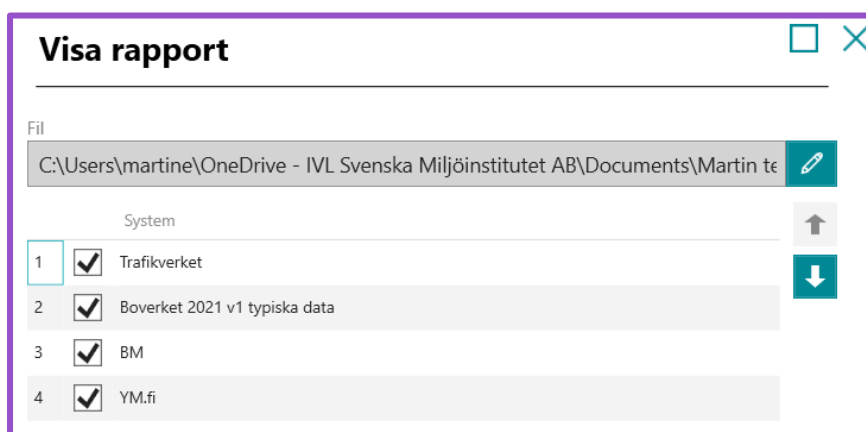 Visa rapport
Fil
C:\Users\martine\OneDrive - IVL Svenska Miljöinstitutet AB\Documents\Martin te
System
1 Trafikverket
2 Boverket 2021 v1 typiska data
3 BM
4 YM.fi